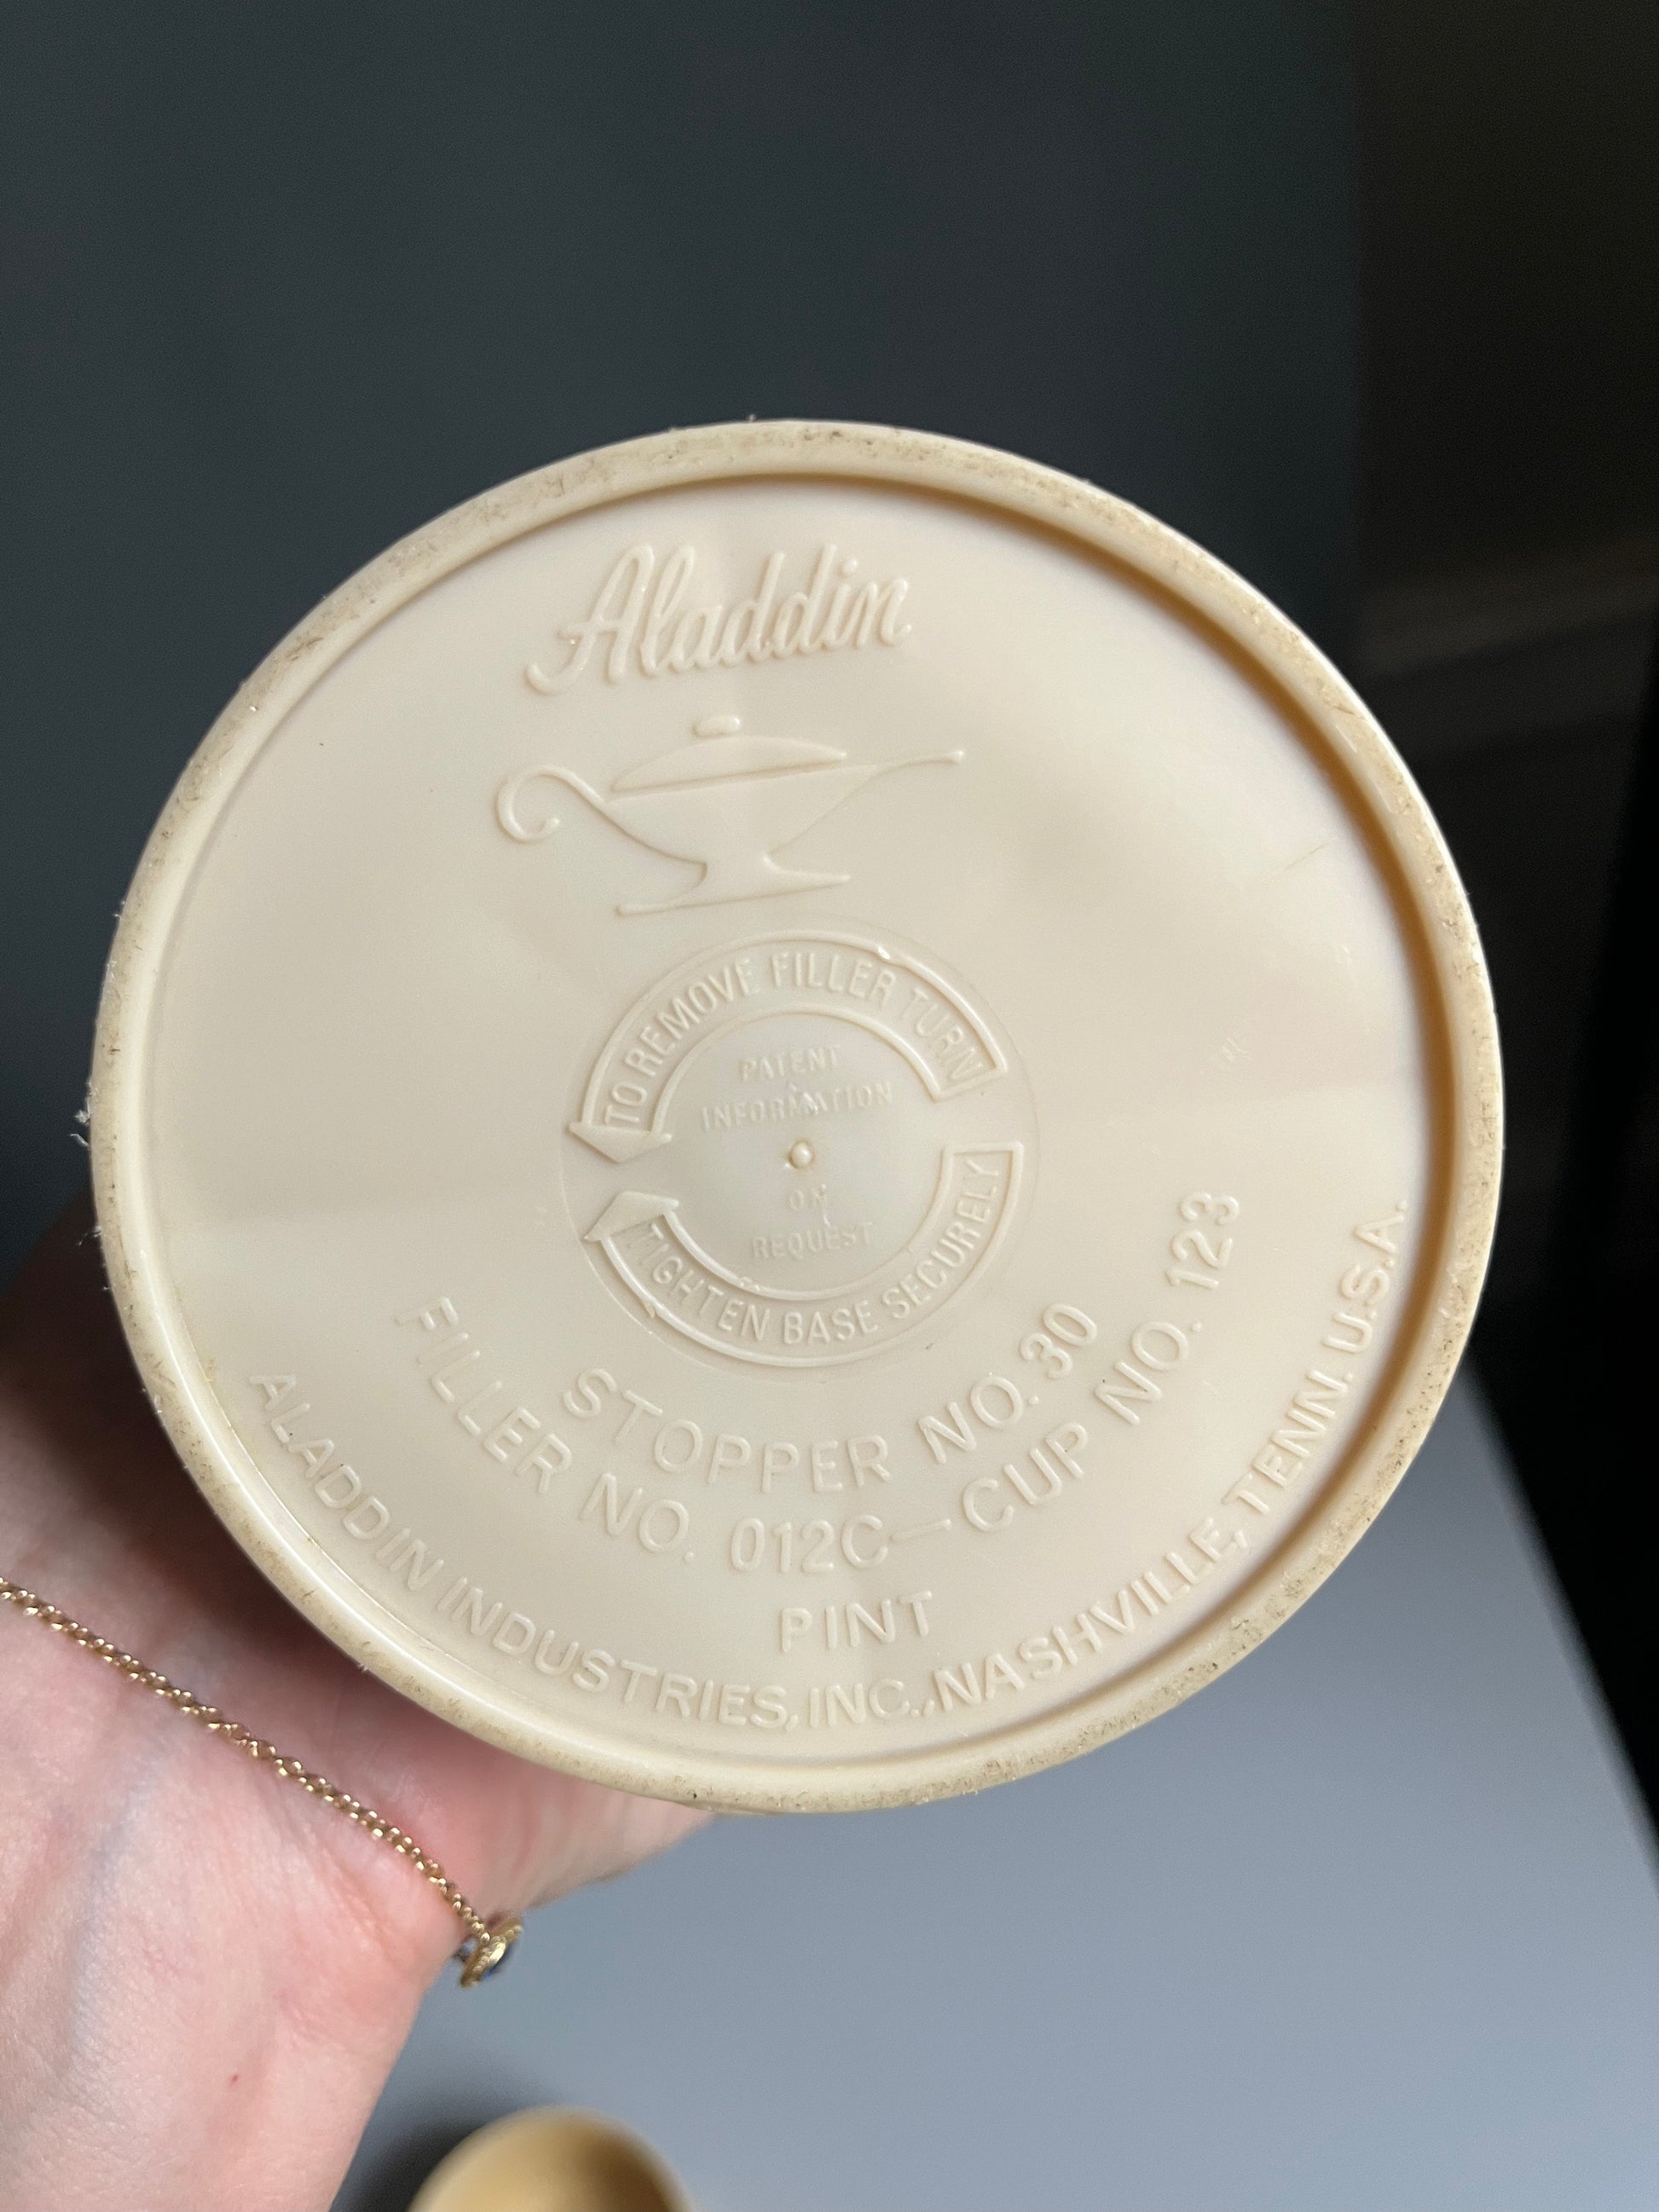 Aladdin
TO REMOVE FILLER TURN
PATENT
INFORMATION
ON
REQUEST
TIGHTEN BASE SECURELY
STOPPER NO. 30
FILLER NO. 012C—CUP NO. 123
PINT
ALADDIN INDUSTRIES, INC., NASHVILLE, TENN. U.S.A.